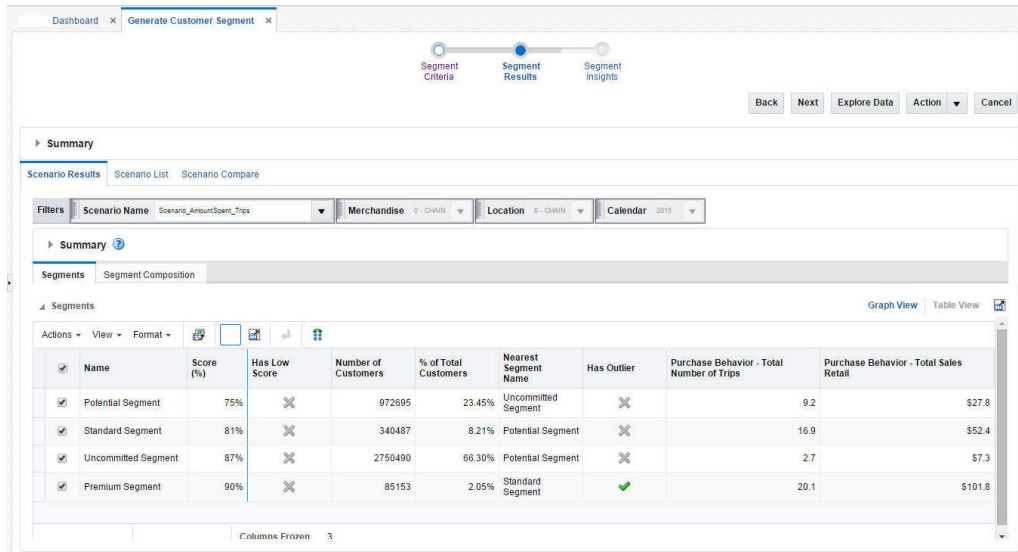 Dashboard × Generate Customer Segment ×
Segment Criteria
Segment Results
Segment Insights
Back Next Explore Data Action Cancel
Summary
Scenario Results Scenario List Scenario Compare
Filters Scenario Name Scenario_AmountSpent_Trips Merchandise 0 - CHAIN Location 0 - CHAIN Calendar 2015
Summary ?
Segments Segment Composition
Segments Graph View Table View
Actions View Format
Name Score (%) Has Low Score Number of Customers % of Total Customers Nearest Segment Name Has Outlier Purchase Behavior - Total Number of Trips Purchase Behavior - Total Sales Retail
Potential Segment 75% 972695 23.45% Uncommitted Segment 9.2 $27.8
Standard Segment 81% 340487 8.21% Potential Segment 16.9 $52.4
Uncommitted Segment 87% 2750490 66.30% Potential Segment 2.7 $7.3
Premium Segment 90% 85153 2.05% Standard Segment 20.1 $101.8
Columns Frozen 3